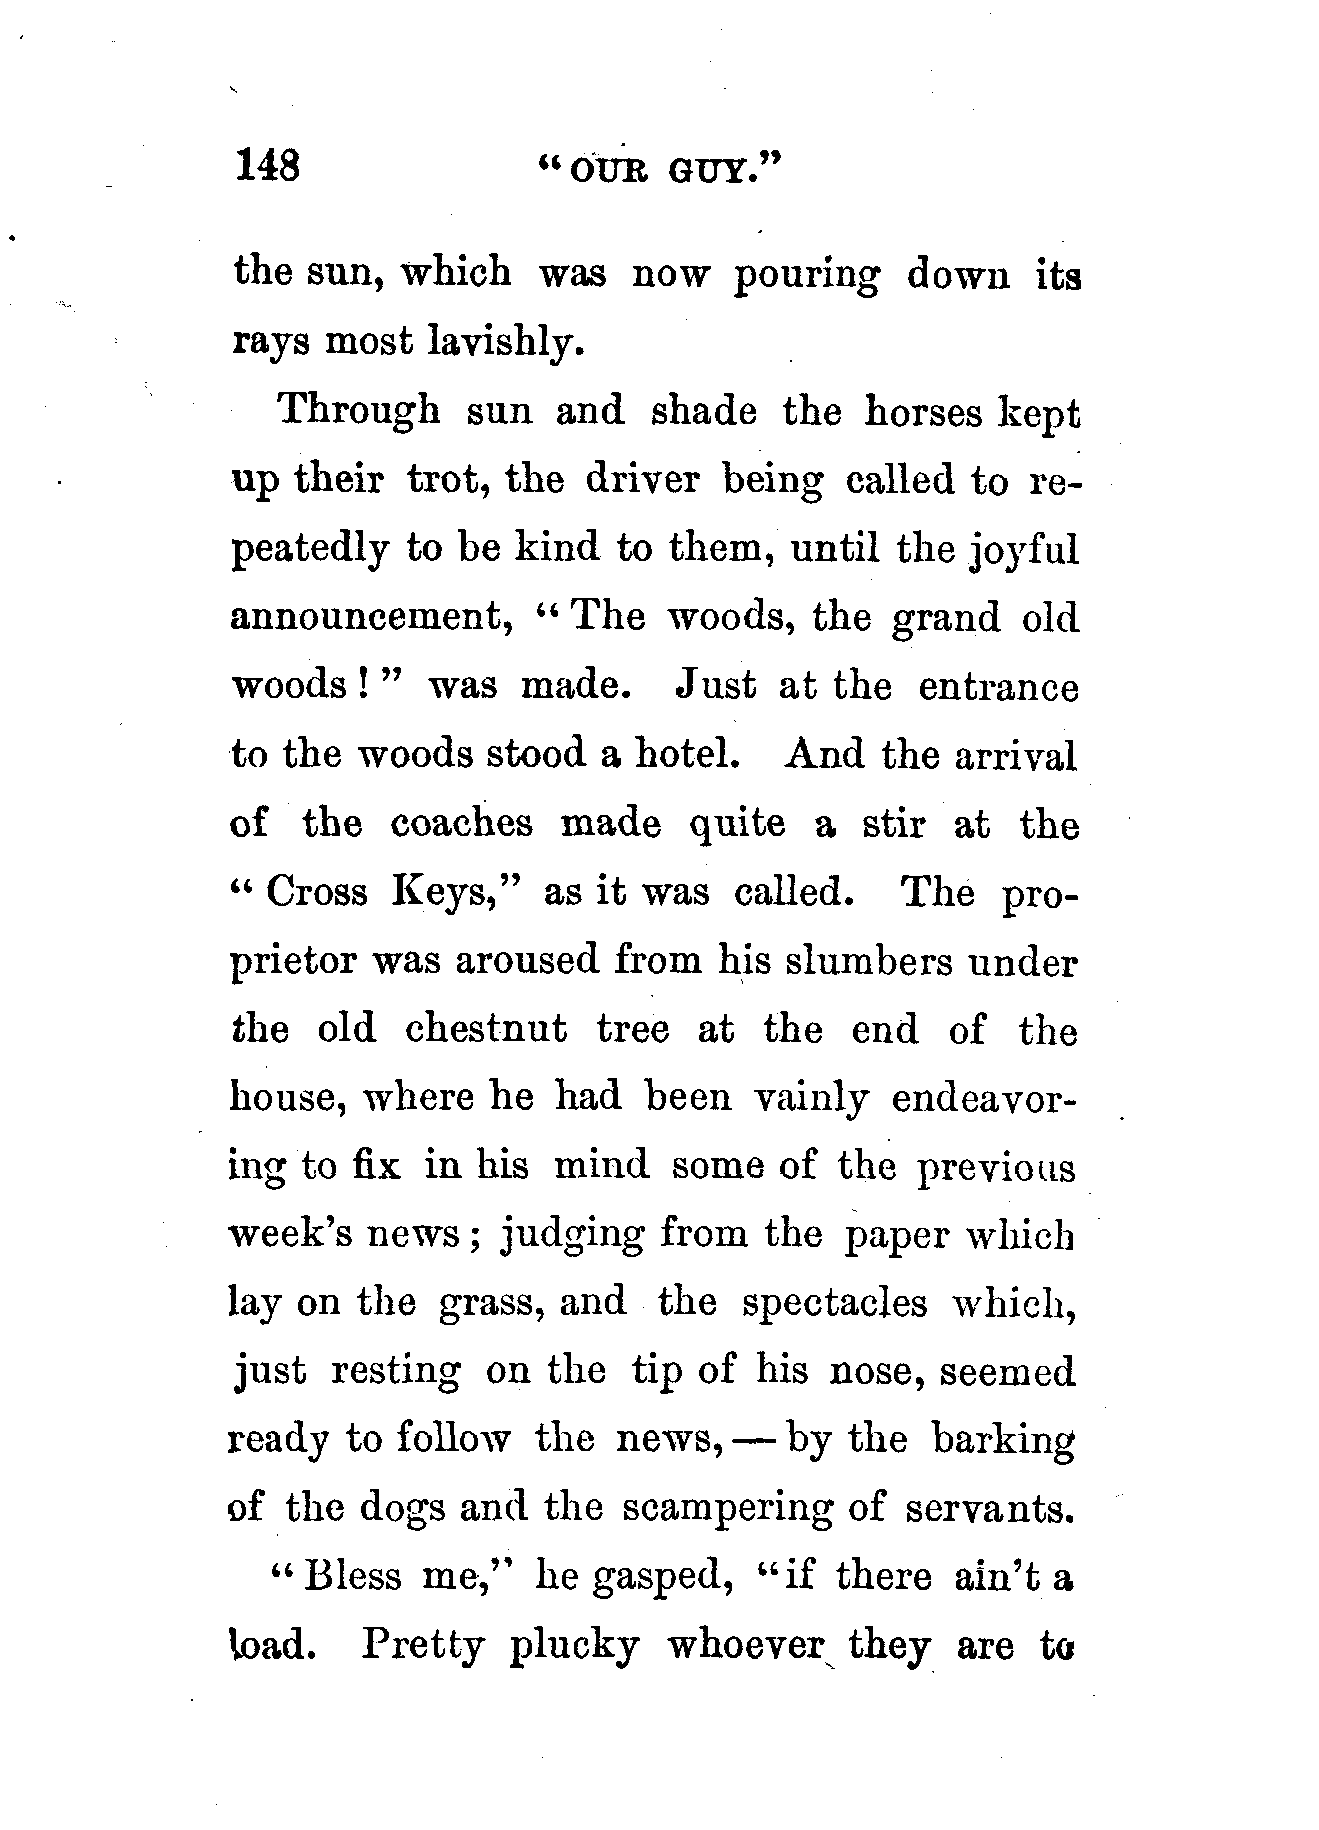 148 “OUR GUY.”
the sun, which was now pouring down its
rays most lavishly.
Through sun and shade the horses kept
up their trot, the driver being called to re-
peatedly to be kind to them, until the joyful
announcement, “The woods, the grand old
woods!” was made. Just at the entrance
to the woods stood a hotel. And the arrival
of the coaches made quite a stir at the
“Cross Keys,” as it was called. The pro-
prietor was aroused from his slumbers under
the old chestnut tree at the end of the
house, where he had been vainly endeavor-
ing to fix in his mind some of the previous
week’s news; judging from the paper which
lay on the grass, and the spectacles which,
just resting on the tip of his nose, seemed
ready to follow the news,—by the barking
of the dogs and the scampering of servants.
“Bless me,” he gasped, “if there ain’t a
load. Pretty plucky whoever they are to